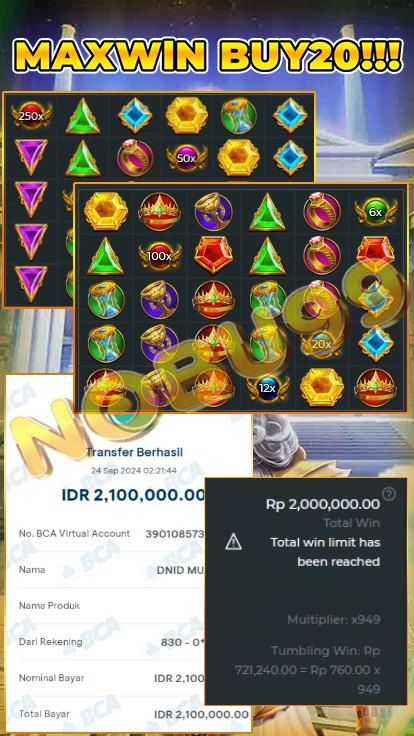 MAXWIN BUY20!!!
250x
50x
6x
100x
20x
12x
NOBU99
Transfer Berhasil
24 Sep 2024 02:21:44
IDR 2,100,000.00
No. BCA Virtual Account 390108573
Nama DNID MU
Nama Produk
Dari Rekening 830 - 0*
Nominal Bayar IDR 2,100
Total Bayar IDR 2,100,000.00
BCA
Rp 2,000,000.00
Total Win
Total win limit has
been reached
Multiplier: x949
Tumbling Win: Rp
721,240.00 = Rp 760.00 x
949